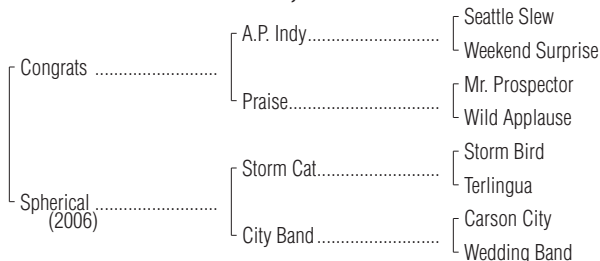 Seattle Slew
A.P. Indy
Weekend Surprise
Congrats
Mr. Prospector
Praise
Wild Applause
Storm Bird
Storm Cat
Terlingua
Spherical
(2006)
Carson City
City Band
Wedding Band